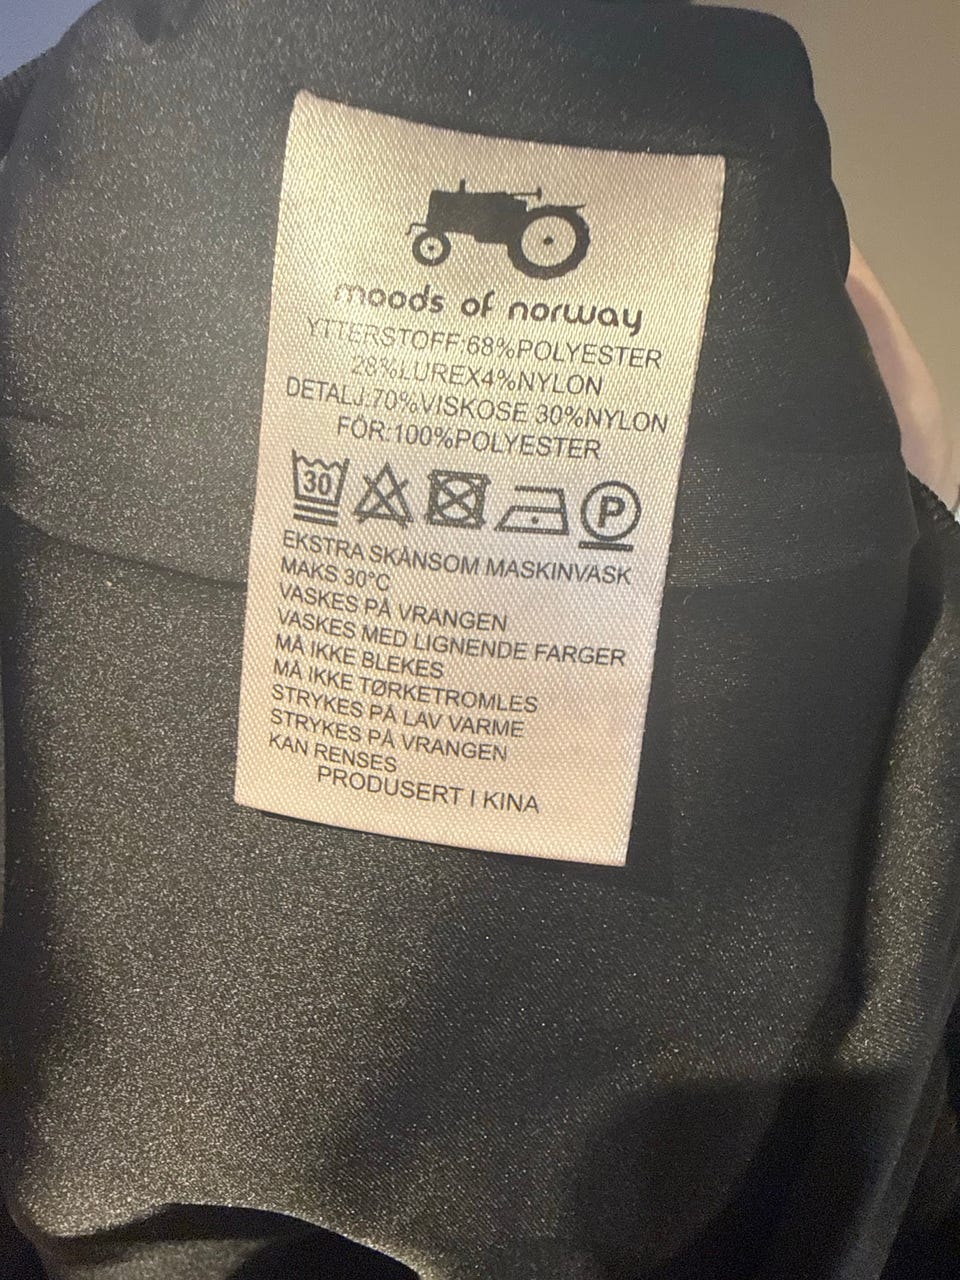 moods of norway
YTTERSTOFF:68%POLYESTER
28%LUREX4%NYLON
DETALJ:70%VISKOSE 30%NYLON
FÓR:100%POLYESTER
30 P
EKSTRA SKÅNSOM MASKINVASK
MAKS 30°C
VASKES PÅ VRANGEN
VASKES MED LIGNENDE FARGER
MÅ IKKE BLEKES
MÅ IKKE TØRKETROMLES
STRYKES PÅ LAV VARME
STRYKES PÅ VRANGEN
KAN RENSES
PRODUSERT I KINA